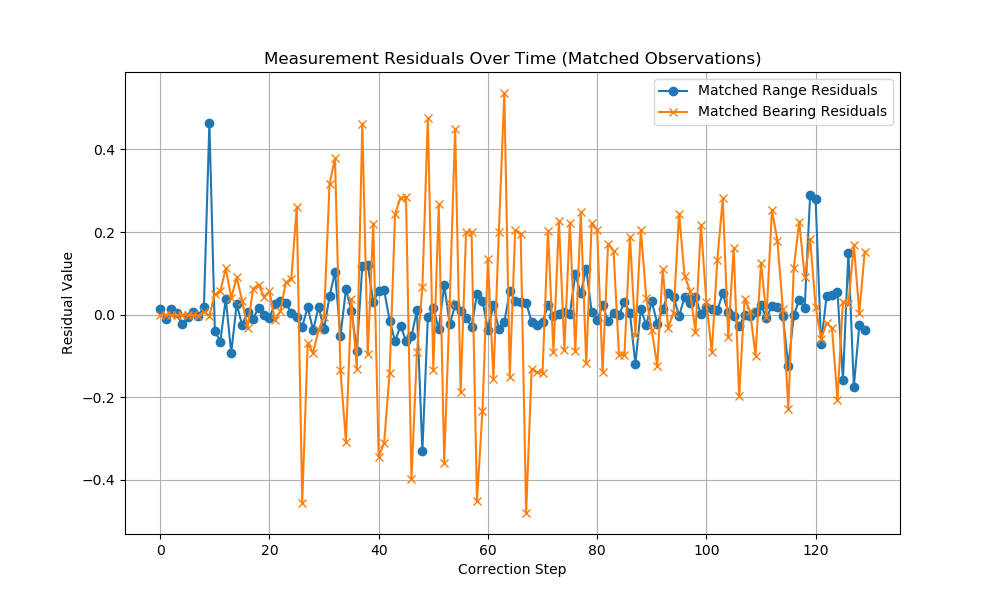 Measurement Residuals Over Time (Matched Observations)
Matched Range Residuals
Matched Bearing Residuals
Residual Value
0.4
0.2
0.0
−0.2
−0.4
0 20 40 60 80 100 120
Correction Step